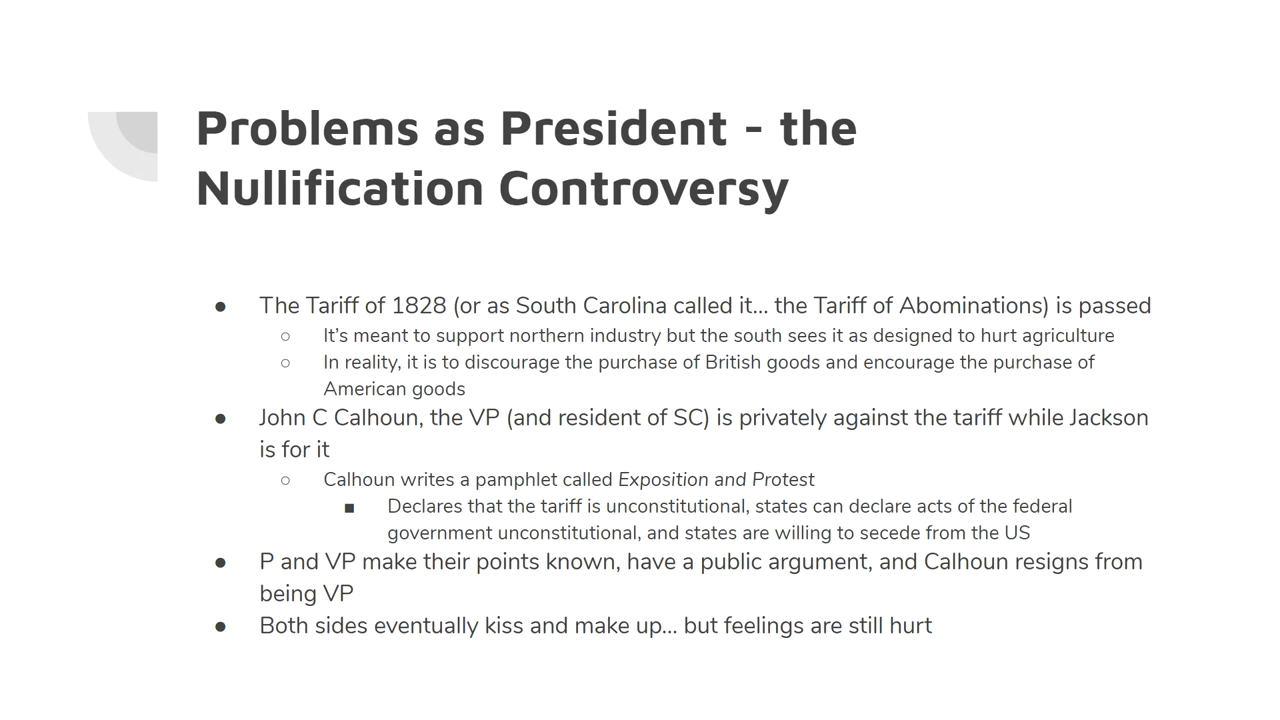 Problems as President - the
Nullification Controversy
● The Tariff of 1828 (or as South Carolina called it... the Tariff of Abominations) is passed
○ It’s meant to support northern industry but the south sees it as designed to hurt agriculture
○ In reality, it is to discourage the purchase of British goods and encourage the purchase of
American goods
● John C Calhoun, the VP (and resident of SC) is privately against the tariff while Jackson
is for it
○ Calhoun writes a pamphlet called Exposition and Protest
■ Declares that the tariff is unconstitutional, states can declare acts of the federal
government unconstitutional, and states are willing to secede from the US
● P and VP make their points known, have a public argument, and Calhoun resigns from
being VP
● Both sides eventually kiss and make up... but feelings are still hurt